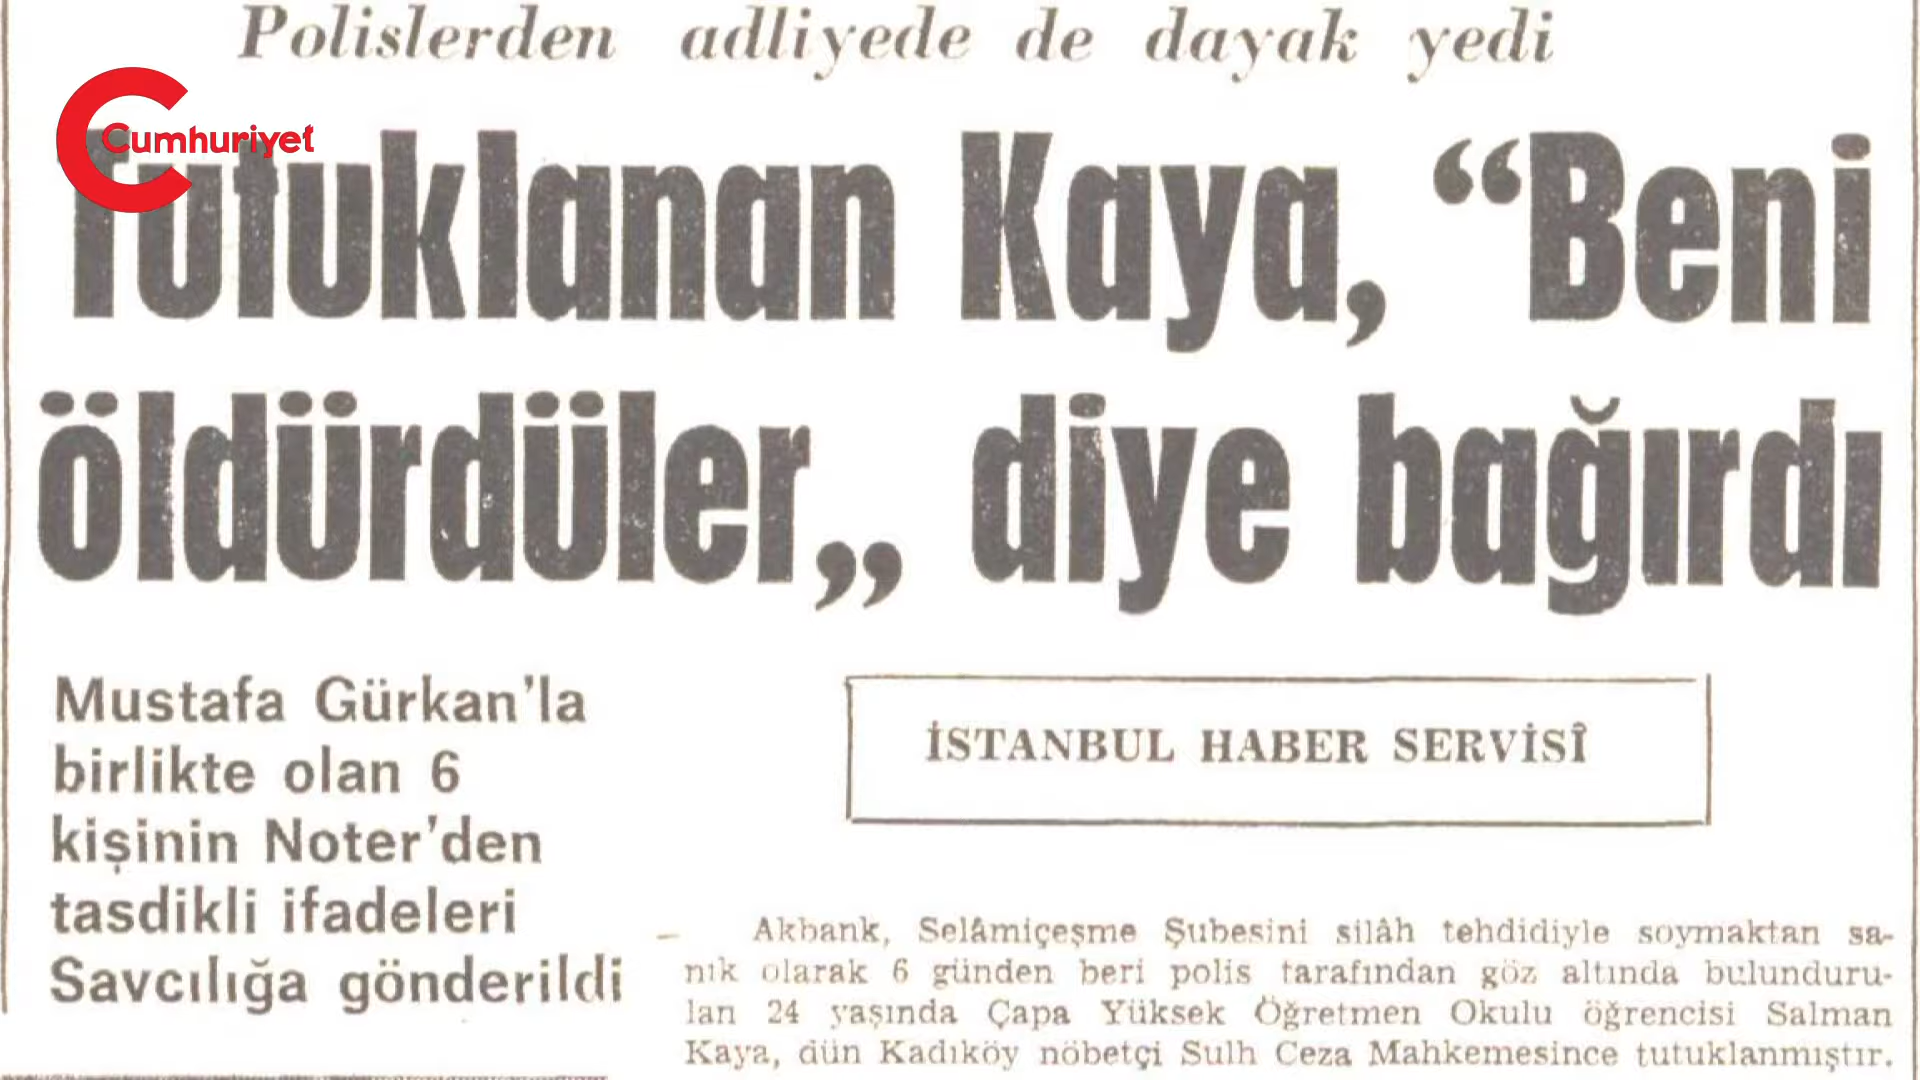 Polislerden adliyede de dayak yedi
Cumhuriyet
Tutuklanan Kaya, “Beni
öldürdüler,, diye bağırdı
Mustafa Gürkan'la
birlikte olan 6
kişinin Noter'den
tasdikli ifadeleri
Savcılığa gönderildi
İSTANBUL HABER SERVİSİ
Akbank, Selâmiçeşme Şubesini silâh tehdidiyle soymaktan sa-
nık olarak 6 günden beri polis tarafından göz altında bulunduru-
lan 24 yaşında Çapa Yüksek Öğretmen Okulu öğrencisi Salman
Kaya, dün Kadıköy nöbetçi Sulh Ceza Mahkemesince tutuklanmıştır.